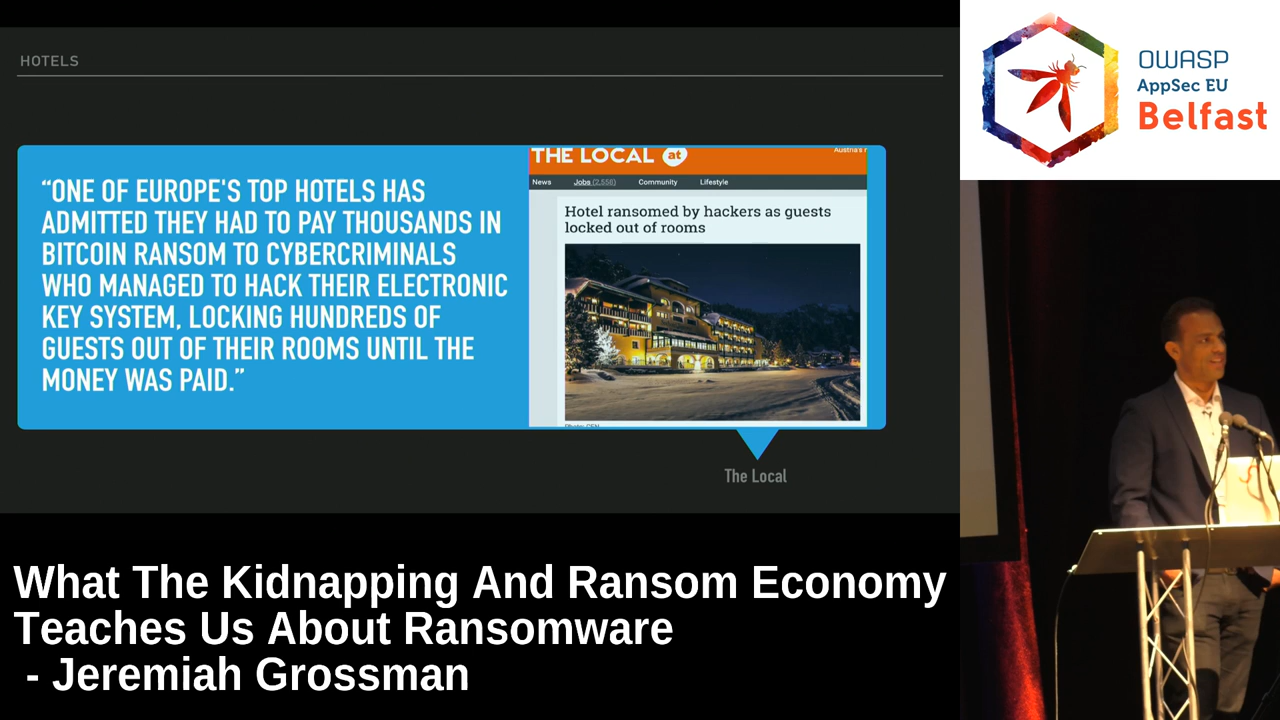 HOTELS
“ONE OF EUROPE'S TOP HOTELS HAS
ADMITTED THEY HAD TO PAY THOUSANDS IN
BITCOIN RANSOM TO CYBERCRIMINALS
WHO MANAGED TO HACK THEIR ELECTRONIC
KEY SYSTEM, LOCKING HUNDREDS OF
GUESTS OUT OF THEIR ROOMS UNTIL THE
MONEY WAS PAID.”
THE LOCAL at
Austria's
News Jobs (2,556) Community Lifestyle
Hotel ransomed by hackers as guests
locked out of rooms
Photo: CEN
The Local
OWASP
AppSec EU
Belfast
What The Kidnapping And Ransom Economy
Teaches Us About Ransomware
- Jeremiah Grossman